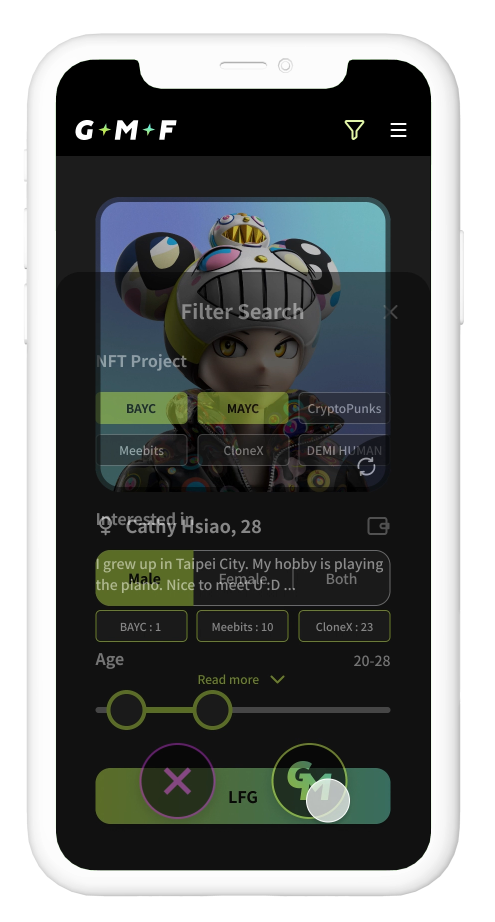 G M F
Filter Search
NFT Project
BAYC MAYC CryptoPunks
Meebits CloneX DEMI HUMAN
Interested in
Cathy Hsiao, 28
I grew up in Taipei City. My hobby is playing
the piano. Nice to meet U :D ...
Male Female Both
BAYC : 1 Meebits : 10 CloneX : 23
Age 20-28
Read more
LFG
GM